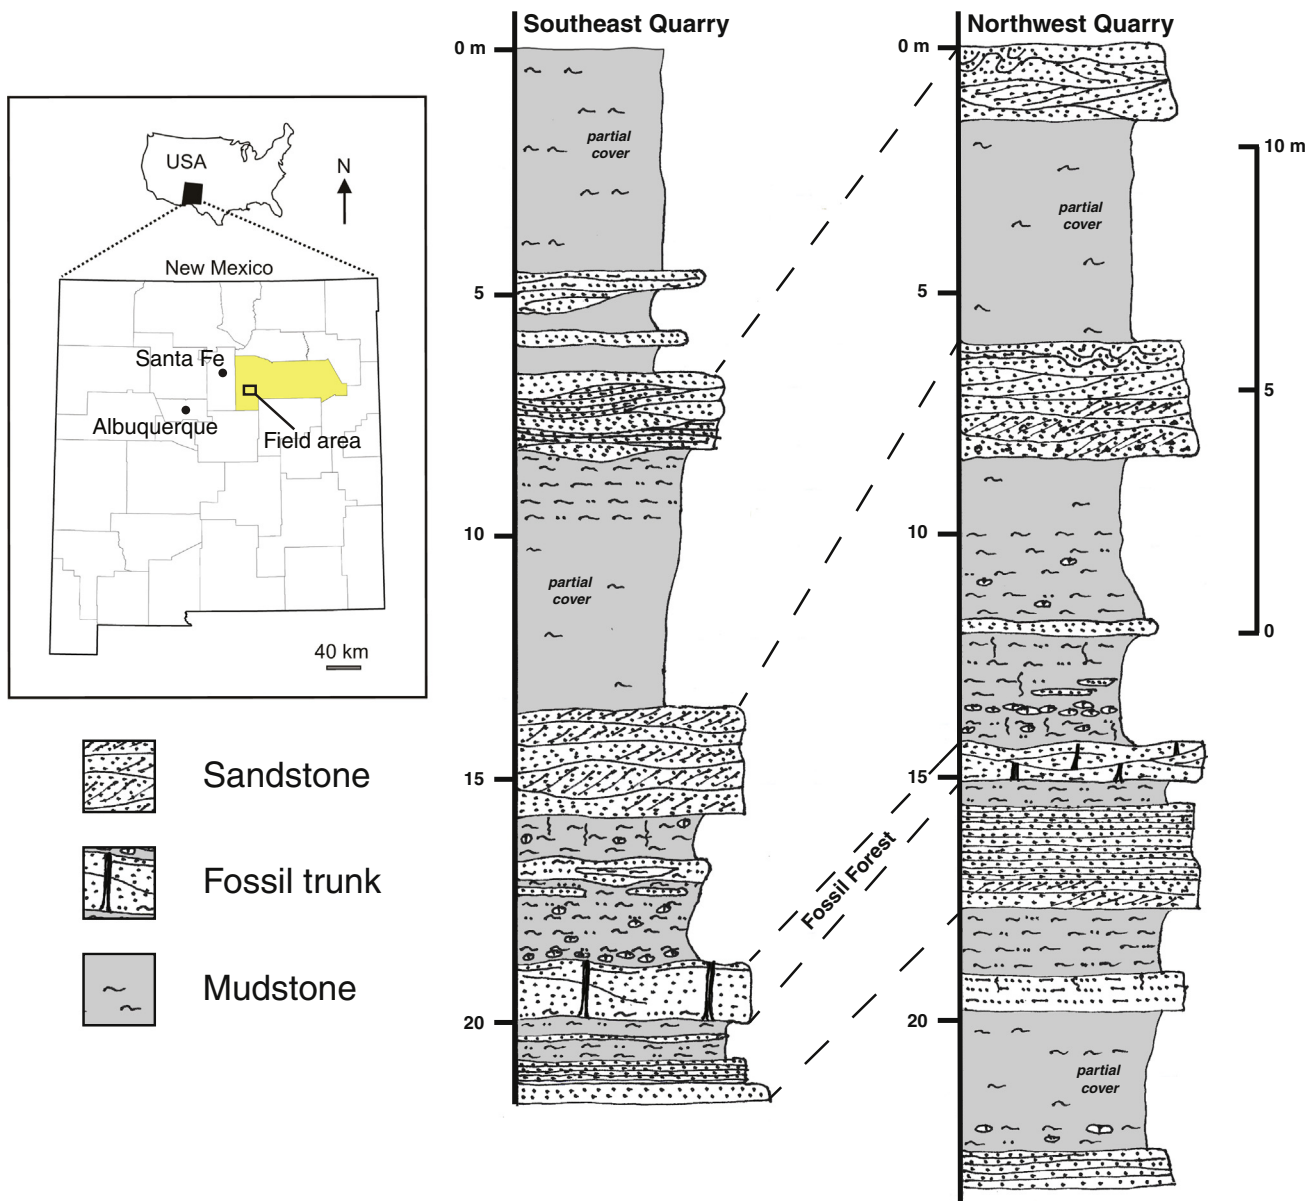 USA
N
New Mexico
Santa Fe
Albuquerque
Field area
40 km
Sandstone
Fossil trunk
Mudstone
Southeast Quarry
0 m
partial
cover
5
10
partial
cover
15
20
Fossil Forest
Northwest Quarry
0 m
partial
cover
5
10
15
20
partial
cover
10 m
5
0